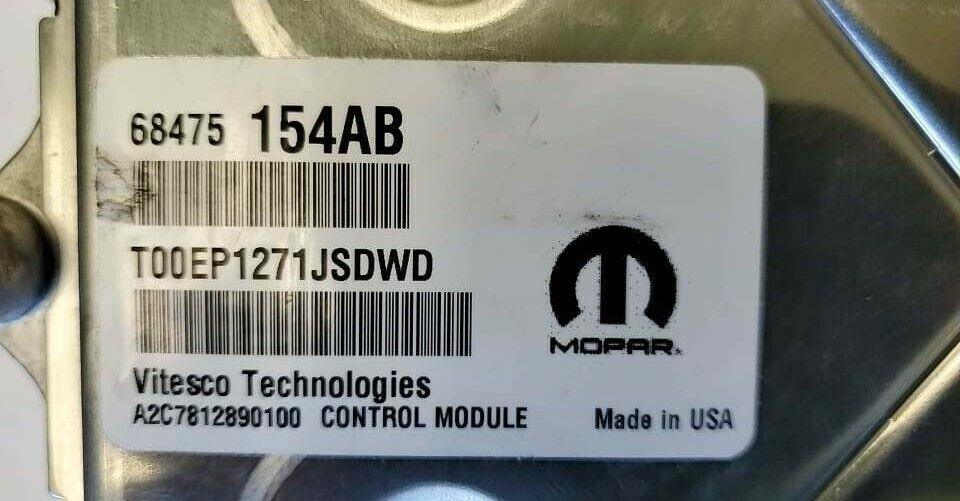 68475 154AB
T00EP1271JSDWD
MOPAR
Vitesco Technologies
A2C7812890100 CONTROL MODULE
Made in USA